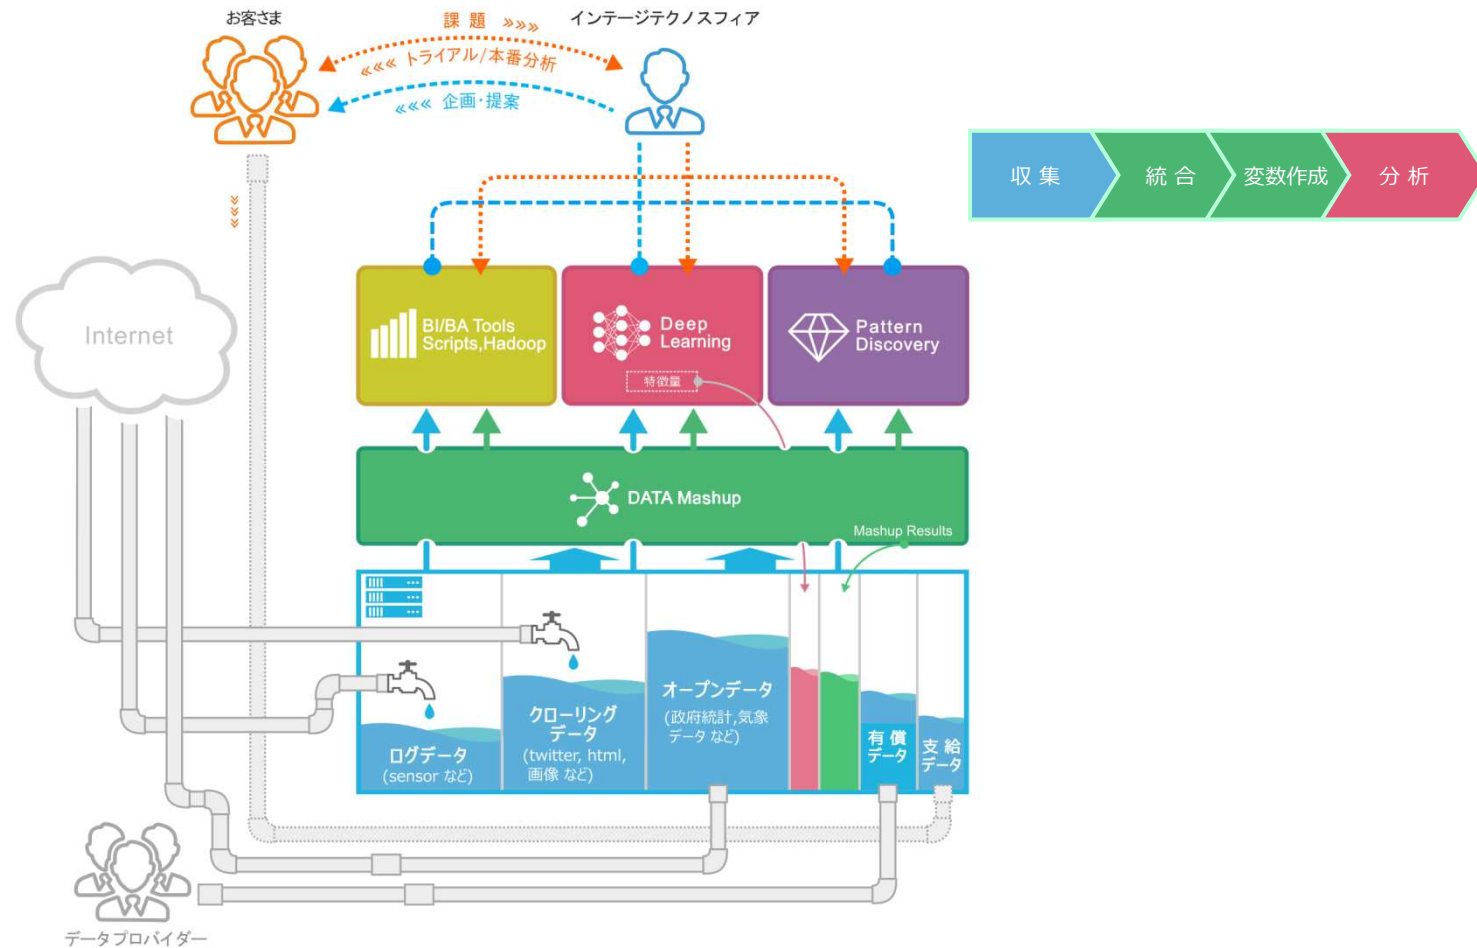 お客さま
課 題 »»»
インテージテクノスフィア
««« トライアル/本番分析
««« 企画・提案
収 集
統 合
変数作成
分 析
Internet
BI/BA Tools
Scripts,Hadoop
Deep
Learning
特徴量
Pattern
Discovery
DATA Mashup
Mashup Results
ログデータ
(sensor など)
クローリング
データ
(twitter, html,
画像 など)
オープンデータ
(政府統計,気象
データ など)
有 償
データ
支 給
データ
データプロバイダー